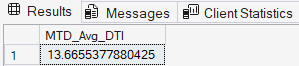 Results Messages Client Statistics
MTD_Avg_DTI
1 13.6655377880425